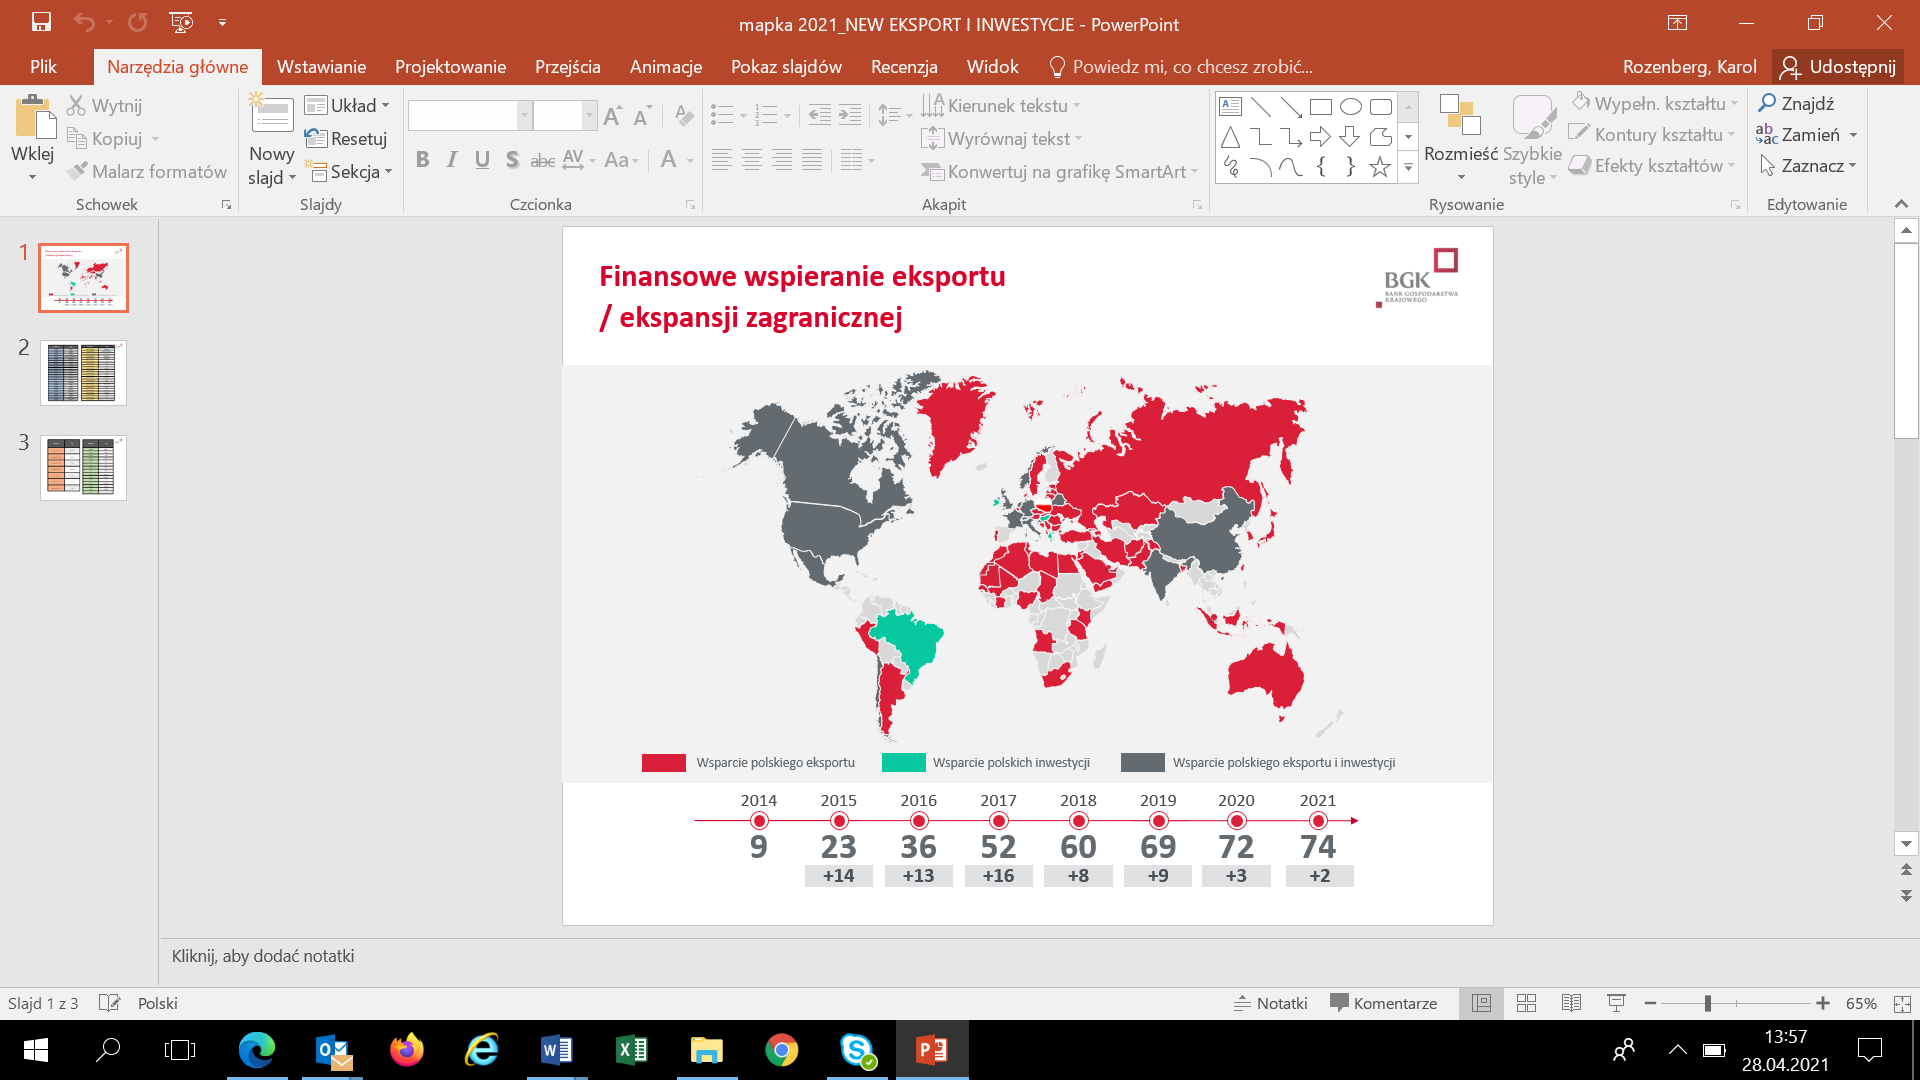 mapka 2021_NEW EKSPORT I INWESTYCJE - PowerPoint
Plik Narzędzia główne Wstawianie Projektowanie Przejścia Animacje Pokaz slajdów Recenzja Widok Powiedz mi, co chcesz zrobić... Rozenberg, Karol Udostępnij
Wklej
Wytnij
Kopiuj
Malarz formatów
Schowek
Nowy slajd
Układ
Resetuj
Sekcja
Slajdy
B I U S abc AV Aa A
Czcionka
Kierunek tekstu
Wyrównaj tekst
Konwertuj na grafikę SmartArt
Akapit
Rozmieść
Szybkie style
Wypełn. kształtu
Kontury kształtu
Efekty kształtów
Rysowanie
Znajdź
Zamień
Zaznacz
Edytowanie
1
2
3
Finansowe wspieranie eksportu
/ ekspansji zagranicznej
BGK
BANK GOSPODARSTWA
KRAJOWEGO
Wsparcie polskiego eksportu Wsparcie polskich inwestycji Wsparcie polskiego eksportu i inwestycji
2014 2015 2016 2017 2018 2019 2020 2021
9 23 36 52 60 69 72 74
+14 +13 +16 +8 +9 +3 +2
Kliknij, aby dodać notatki
Slajd 1 z 3 Polski Notatki Komentarze 65%
13:57
28.04.2021